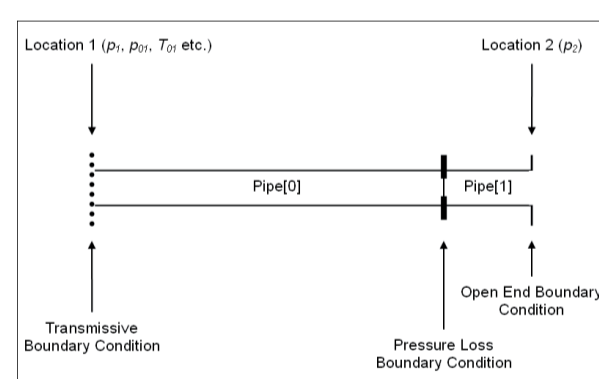 Location 1 (p1, p01, T01 etc.)
Location 2 (p2)
Pipe[0]
Pipe[1]
Open End Boundary
Condition
Transmissive
Boundary Condition
Pressure Loss
Boundary Condition